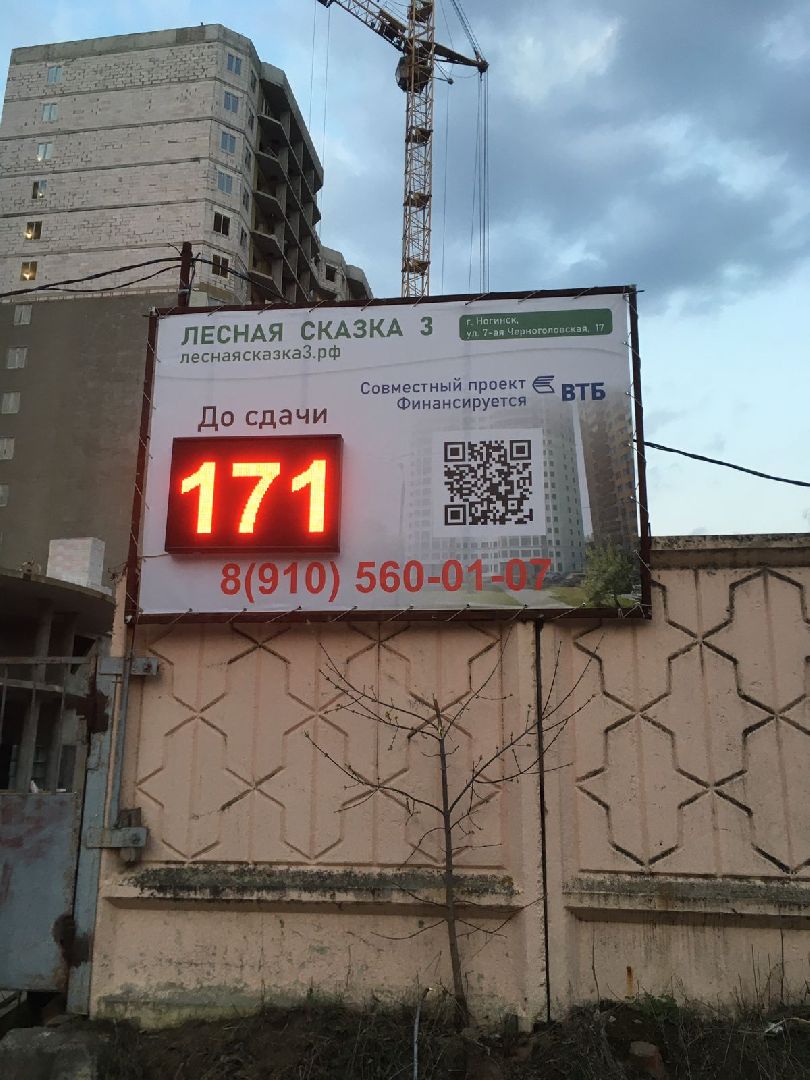 ЛЕСНАЯ СКАЗКА 3
леснаясказка3.рф
г. Ногинск,
ул. 7-ая Черноголовская, 17
Совместный проект
Финансируется
ВТБ
До сдачи
171
8(910) 560-01-07